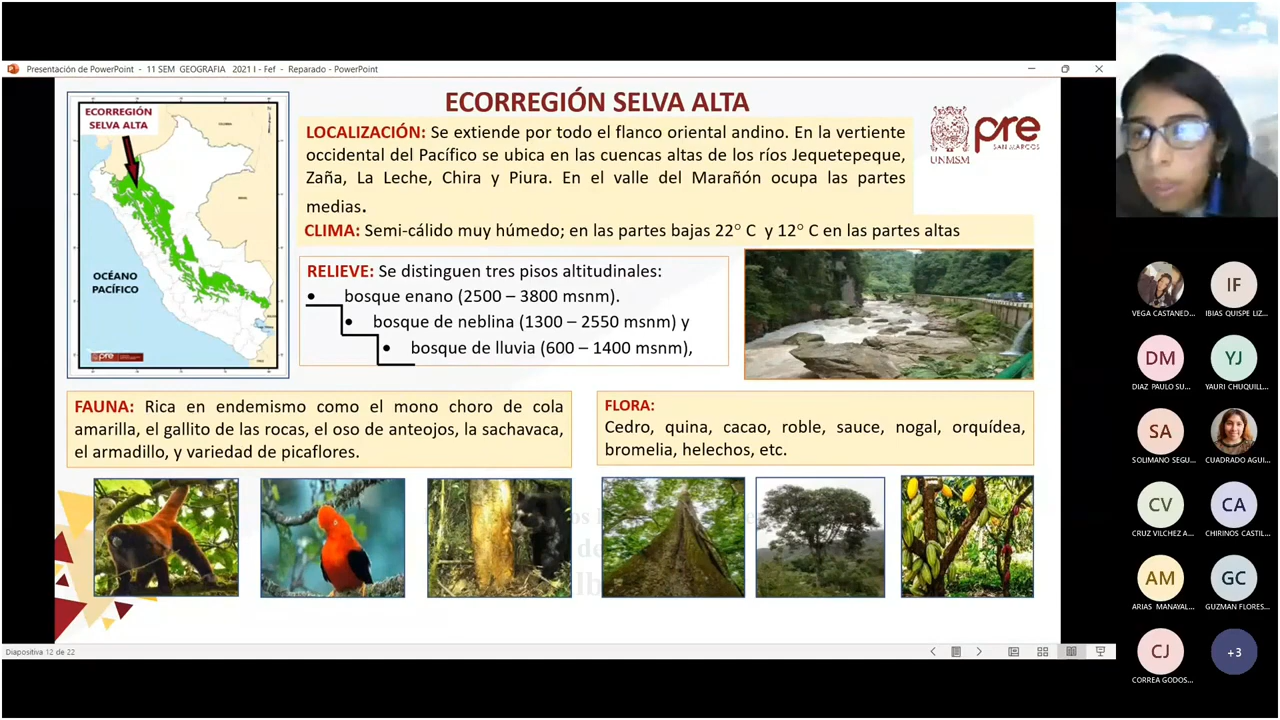 Presentación de PowerPoint - 11 SEM GEOGRAFIA 2021 I - Fef - Reparado - PowerPoint
ECORREGIÓN
SELVA ALTA
OCÉANO
PACÍFICO
pre
ECORREGIÓN SELVA ALTA
LOCALIZACIÓN: Se extiende por todo el flanco oriental andino. En la vertiente
occidental del Pacífico se ubica en las cuencas altas de los ríos Jequetepeque,
Zaña, La Leche, Chira y Piura. En el valle del Marañón ocupa las partes
medias.
UNMSM
pre
SAN MARCOS
CLIMA: Semi-cálido muy húmedo; en las partes bajas 22° C y 12° C en las partes altas
RELIEVE: Se distinguen tres pisos altitudinales:
• bosque enano (2500 – 3800 msnm).
• bosque de neblina (1300 – 2550 msnm) y
• bosque de lluvia (600 – 1400 msnm),
FAUNA: Rica en endemismo como el mono choro de cola
amarilla, el gallito de las rocas, el oso de anteojos, la sachavaca,
el armadillo, y variedad de picaflores.
FLORA:
Cedro, quina, cacao, roble, sauce, nogal, orquídea,
bromelia, helechos, etc.
Diapositiva 12 de 22
VEGA CASTANED...
IF
IBIAS QUISPE LIZ...
DM
DIAZ PAULO SU...
YJ
YAURI CHUQUILL...
SA
SOLIMANO SEGU...
CUADRADO AGUI...
CV
CRUZ VILCHEZ A...
CA
CHIRINOS CASTIL...
AM
ARIAS MANAYAL...
GC
GUZMAN FLORES...
CJ
CORREA GODOS...
+3